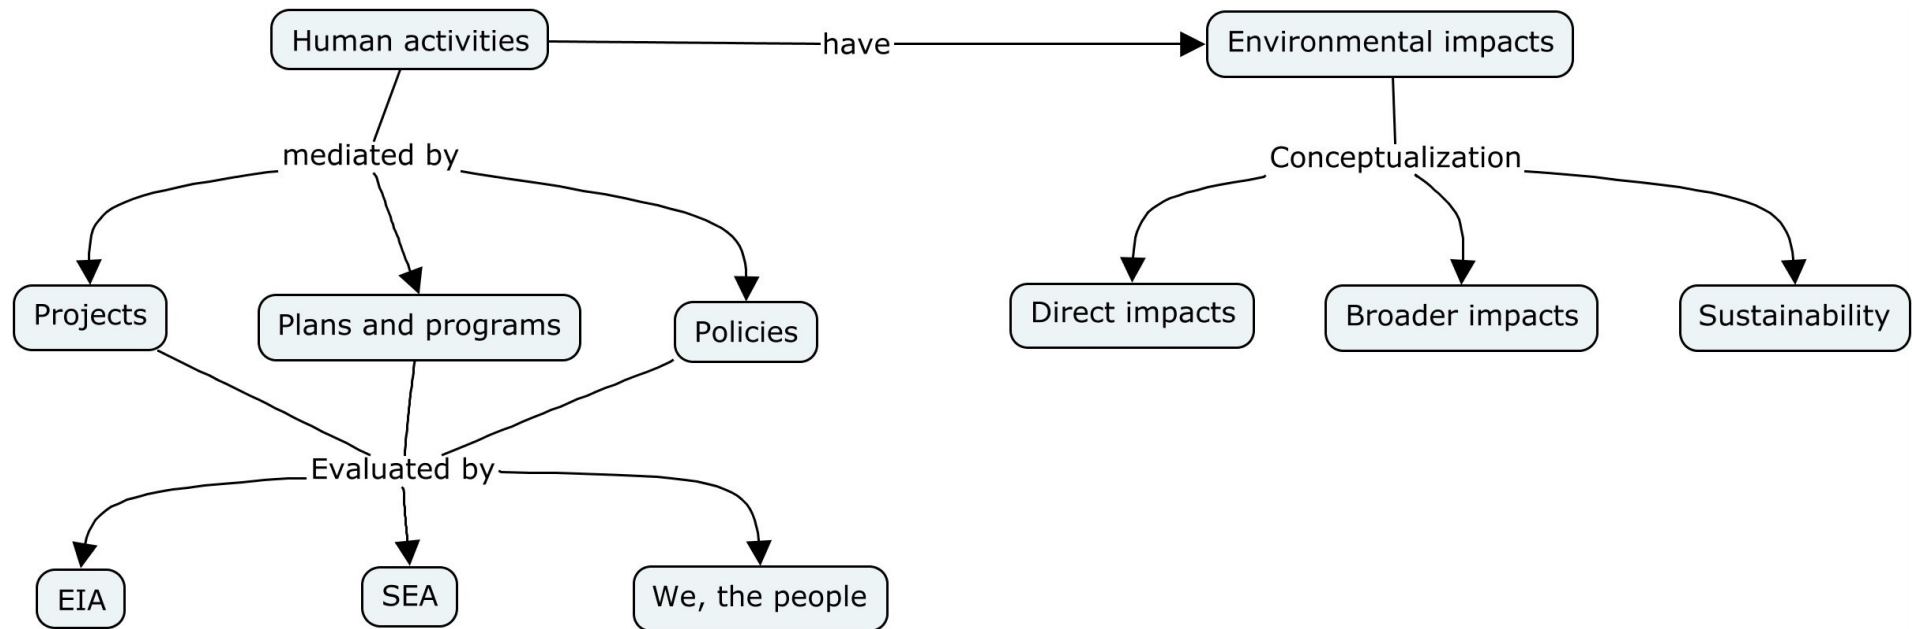 Human activities
have
Environmental impacts
mediated by
Conceptualization
Projects
Plans and programs
Policies
Direct impacts
Broader impacts
Sustainability
Evaluated by
EIA
SEA
We, the people